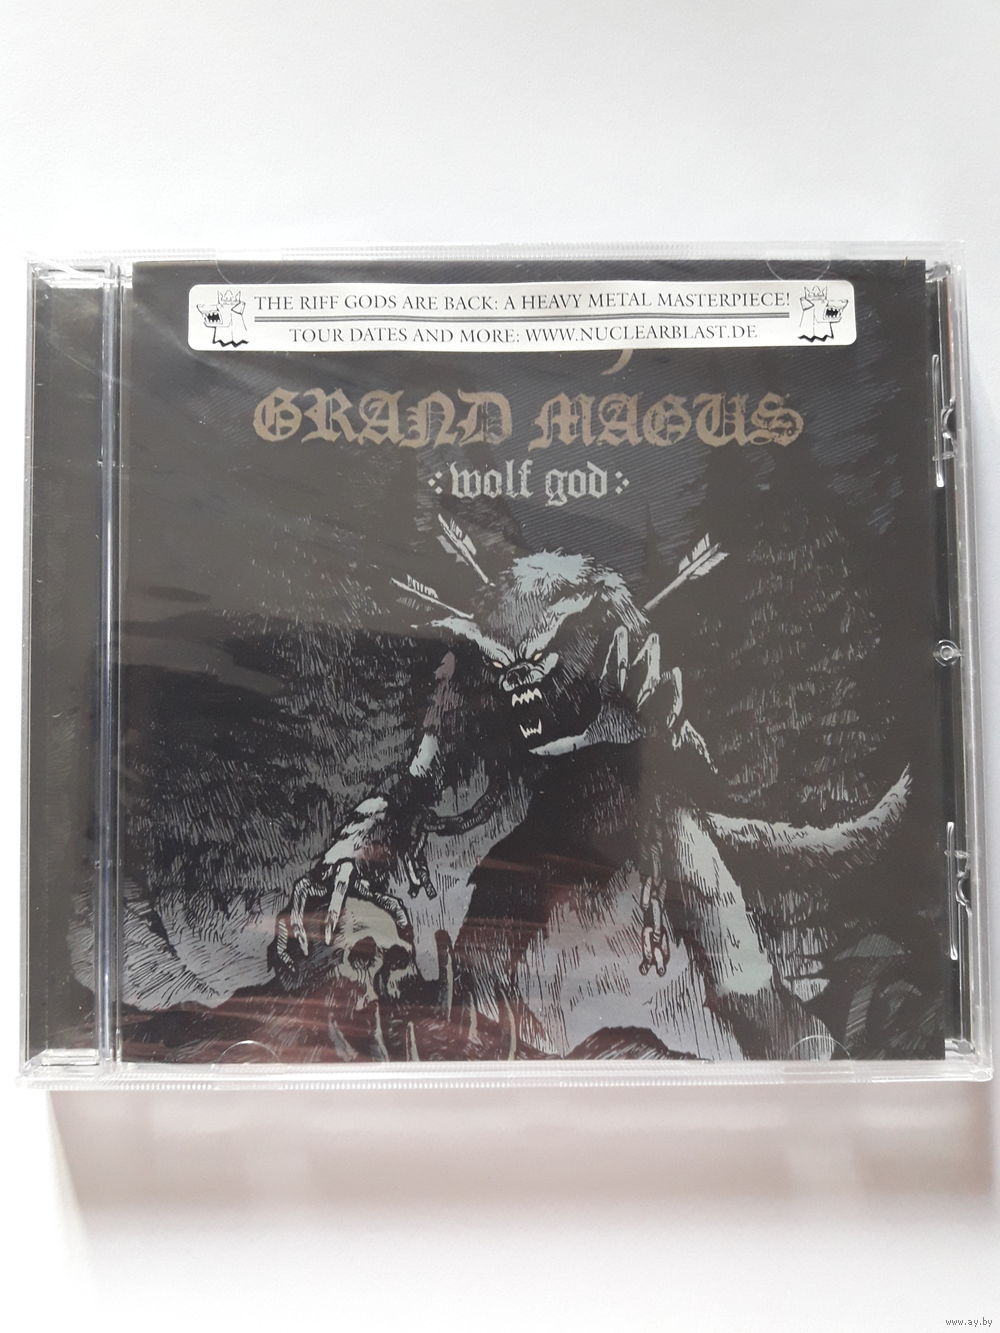 THE RIFF GODS ARE BACK: A HEAVY METAL MASTERPIECE!
TOUR DATES AND MORE: WWW.NUCLEARBLAST.DE
GRAND MAGUS
wolf god
www.ay.by